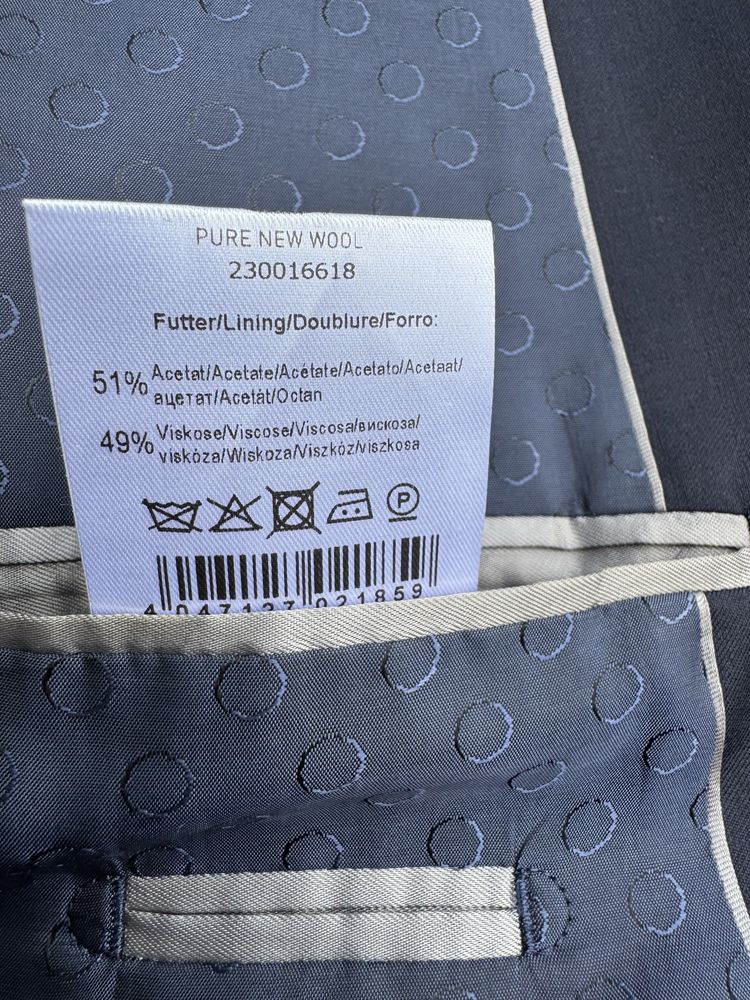 PURE NEW WOOL
230016618
Futter/Lining/Doublure/Forro:
51% Acetat/Acetate/Acétate/Acetato/Acetaat/
ацетат/Acetát/Octan
49% Viskose/Viscose/Viscosa/вискоза/
viskóza/Wiskoza/Viszkóz/viszkosa
P
4 047127 021859